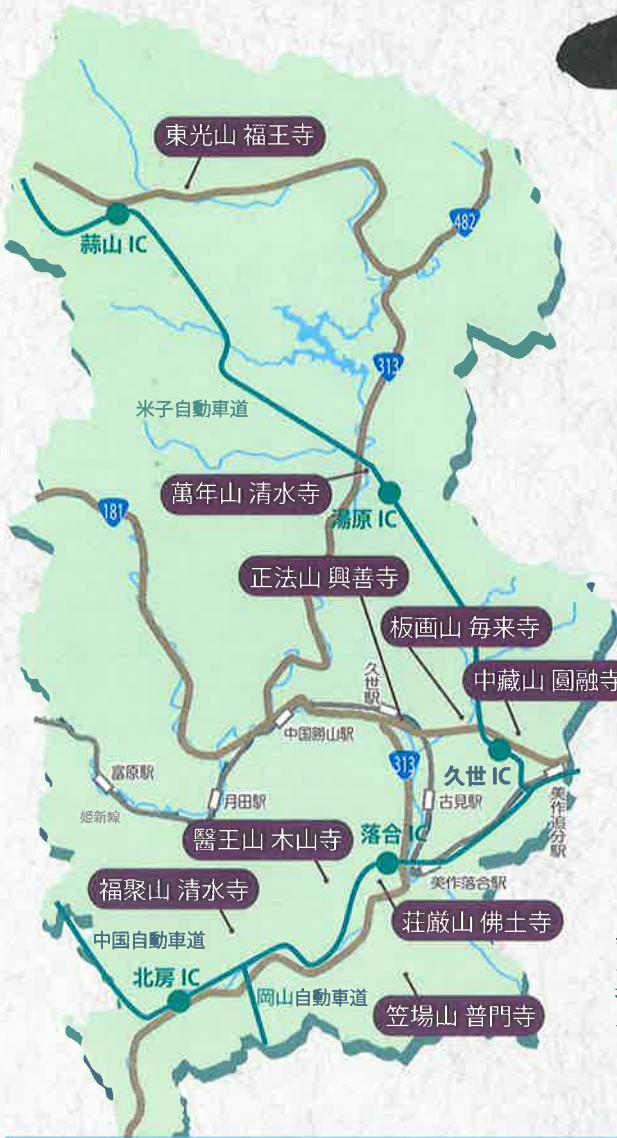 東光山 福王寺
482
蒜山 IC
313
米子自動車道
萬年山 清水寺
181
湯原 IC
正法山 興善寺
板画山 毎来寺
久世駅
中藏山 圓融寺
中国勝山駅
313
久世 IC
富原駅
月田駅
古見駅
美作追分駅
姫新線
醫王山 木山寺
落合 IC
美作落合駅
福聚山 清水寺
荘厳山 佛土寺
中国自動車道
北房 IC
岡山自動車道
笠場山 普門寺